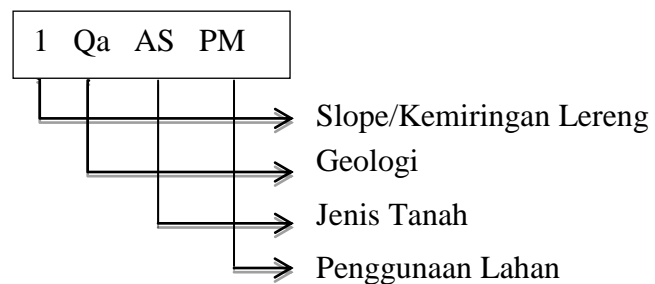 1 Qa AS PM
Slope/Kemiringan Lereng
Geologi
Jenis Tanah
Penggunaan Lahan